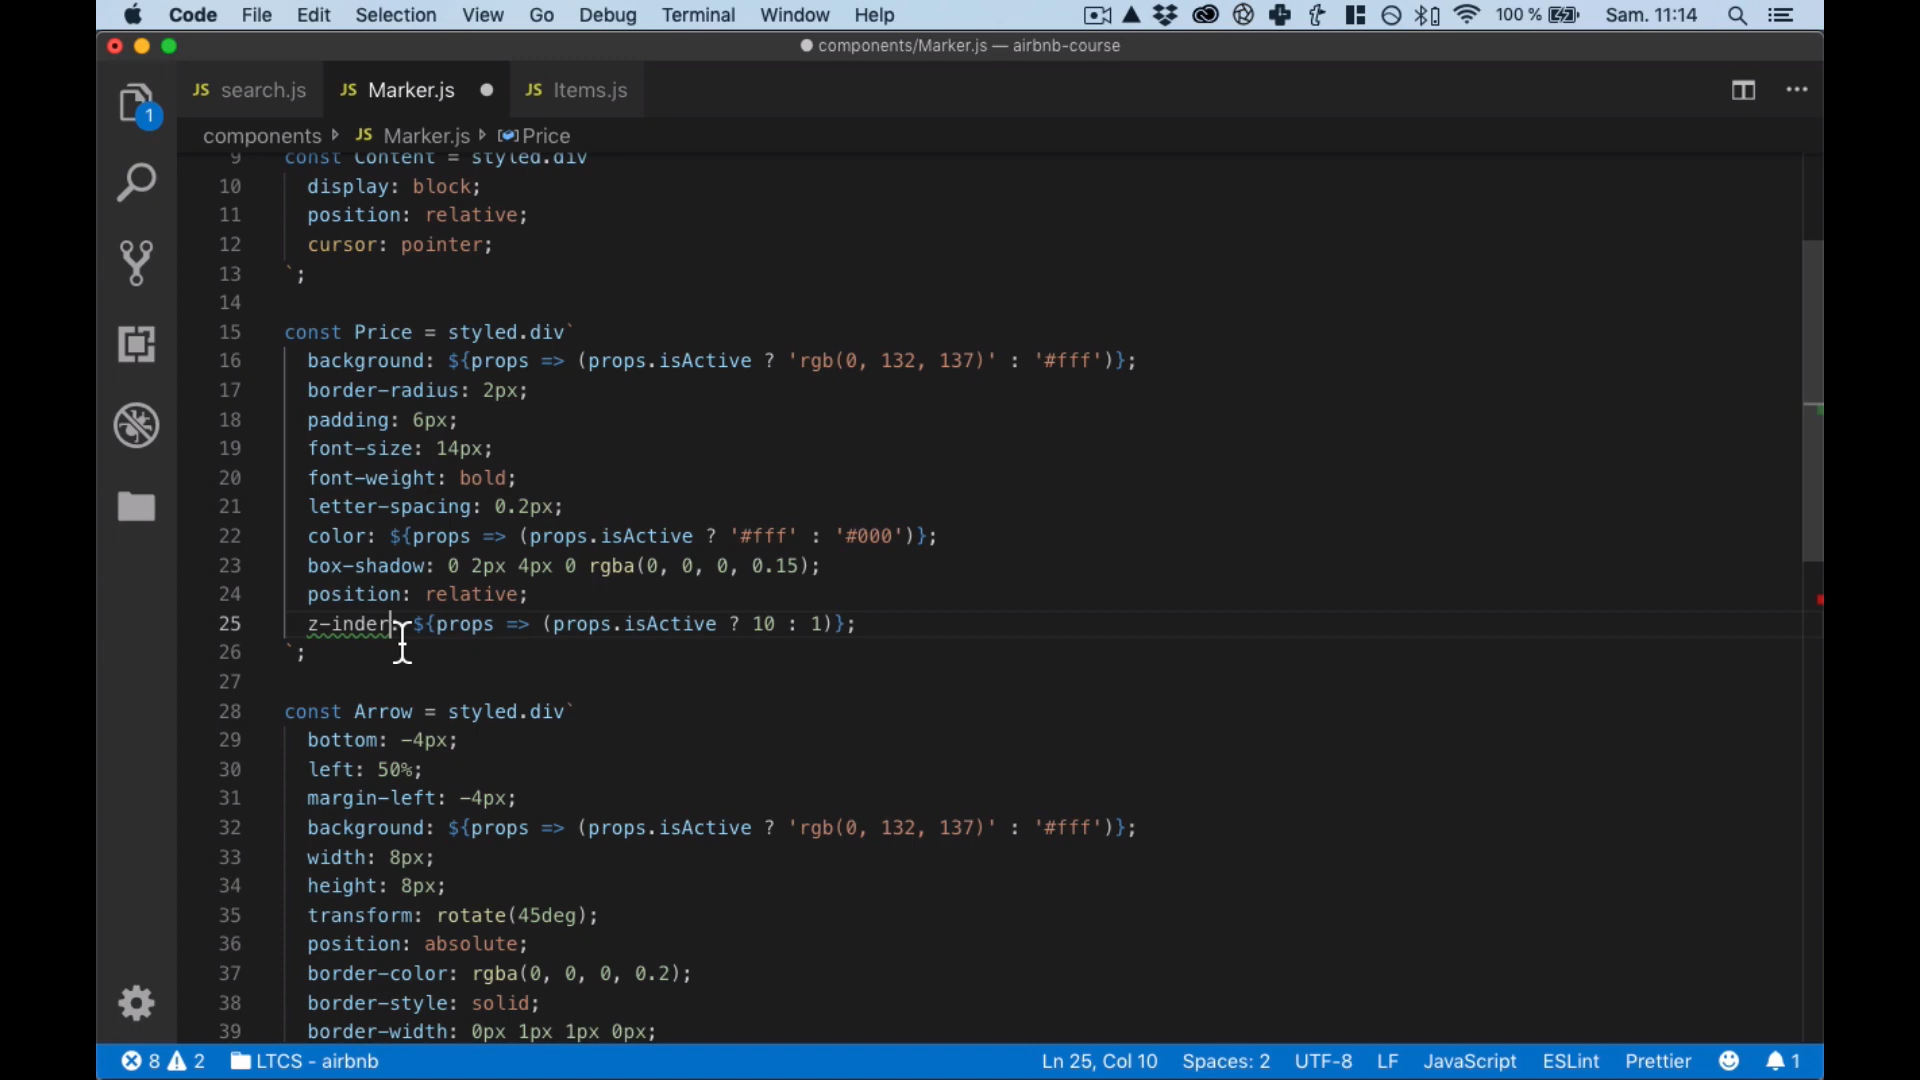 Code File Edit Selection View Go Debug Terminal Window Help 100 % Sam. 11:14
components/Marker.js — airbnb-course
JS search.js JS Marker.js JS Items.js
1
components JS Marker.js Price
9 const Content = styled.div
10 display: block;
11 position: relative;
12 cursor: pointer;
13 `;
14
15 const Price = styled.div`
16 background: ${props => (props.isActive ? 'rgb(0, 132, 137)' : '#fff')};
17 border-radius: 2px;
18 padding: 6px;
19 font-size: 14px;
20 font-weight: bold;
21 letter-spacing: 0.2px;
22 color: ${props => (props.isActive ? '#fff' : '#000')};
23 box-shadow: 0 2px 4px 0 rgba(0, 0, 0, 0.15);
24 position: relative;
25 z-inder: ${props => (props.isActive ? 10 : 1)};
26 `;
27
28 const Arrow = styled.div`
29 bottom: -4px;
30 left: 50%;
31 margin-left: -4px;
32 background: ${props => (props.isActive ? 'rgb(0, 132, 137)' : '#fff')};
33 width: 8px;
34 height: 8px;
35 transform: rotate(45deg);
36 position: absolute;
37 border-color: rgba(0, 0, 0, 0.2);
38 border-style: solid;
39 border-width: 0px 1px 1px 0px;
8 2 LTCS - airbnb Ln 25, Col 10 Spaces: 2 UTF-8 LF JavaScript ESLint Prettier 1